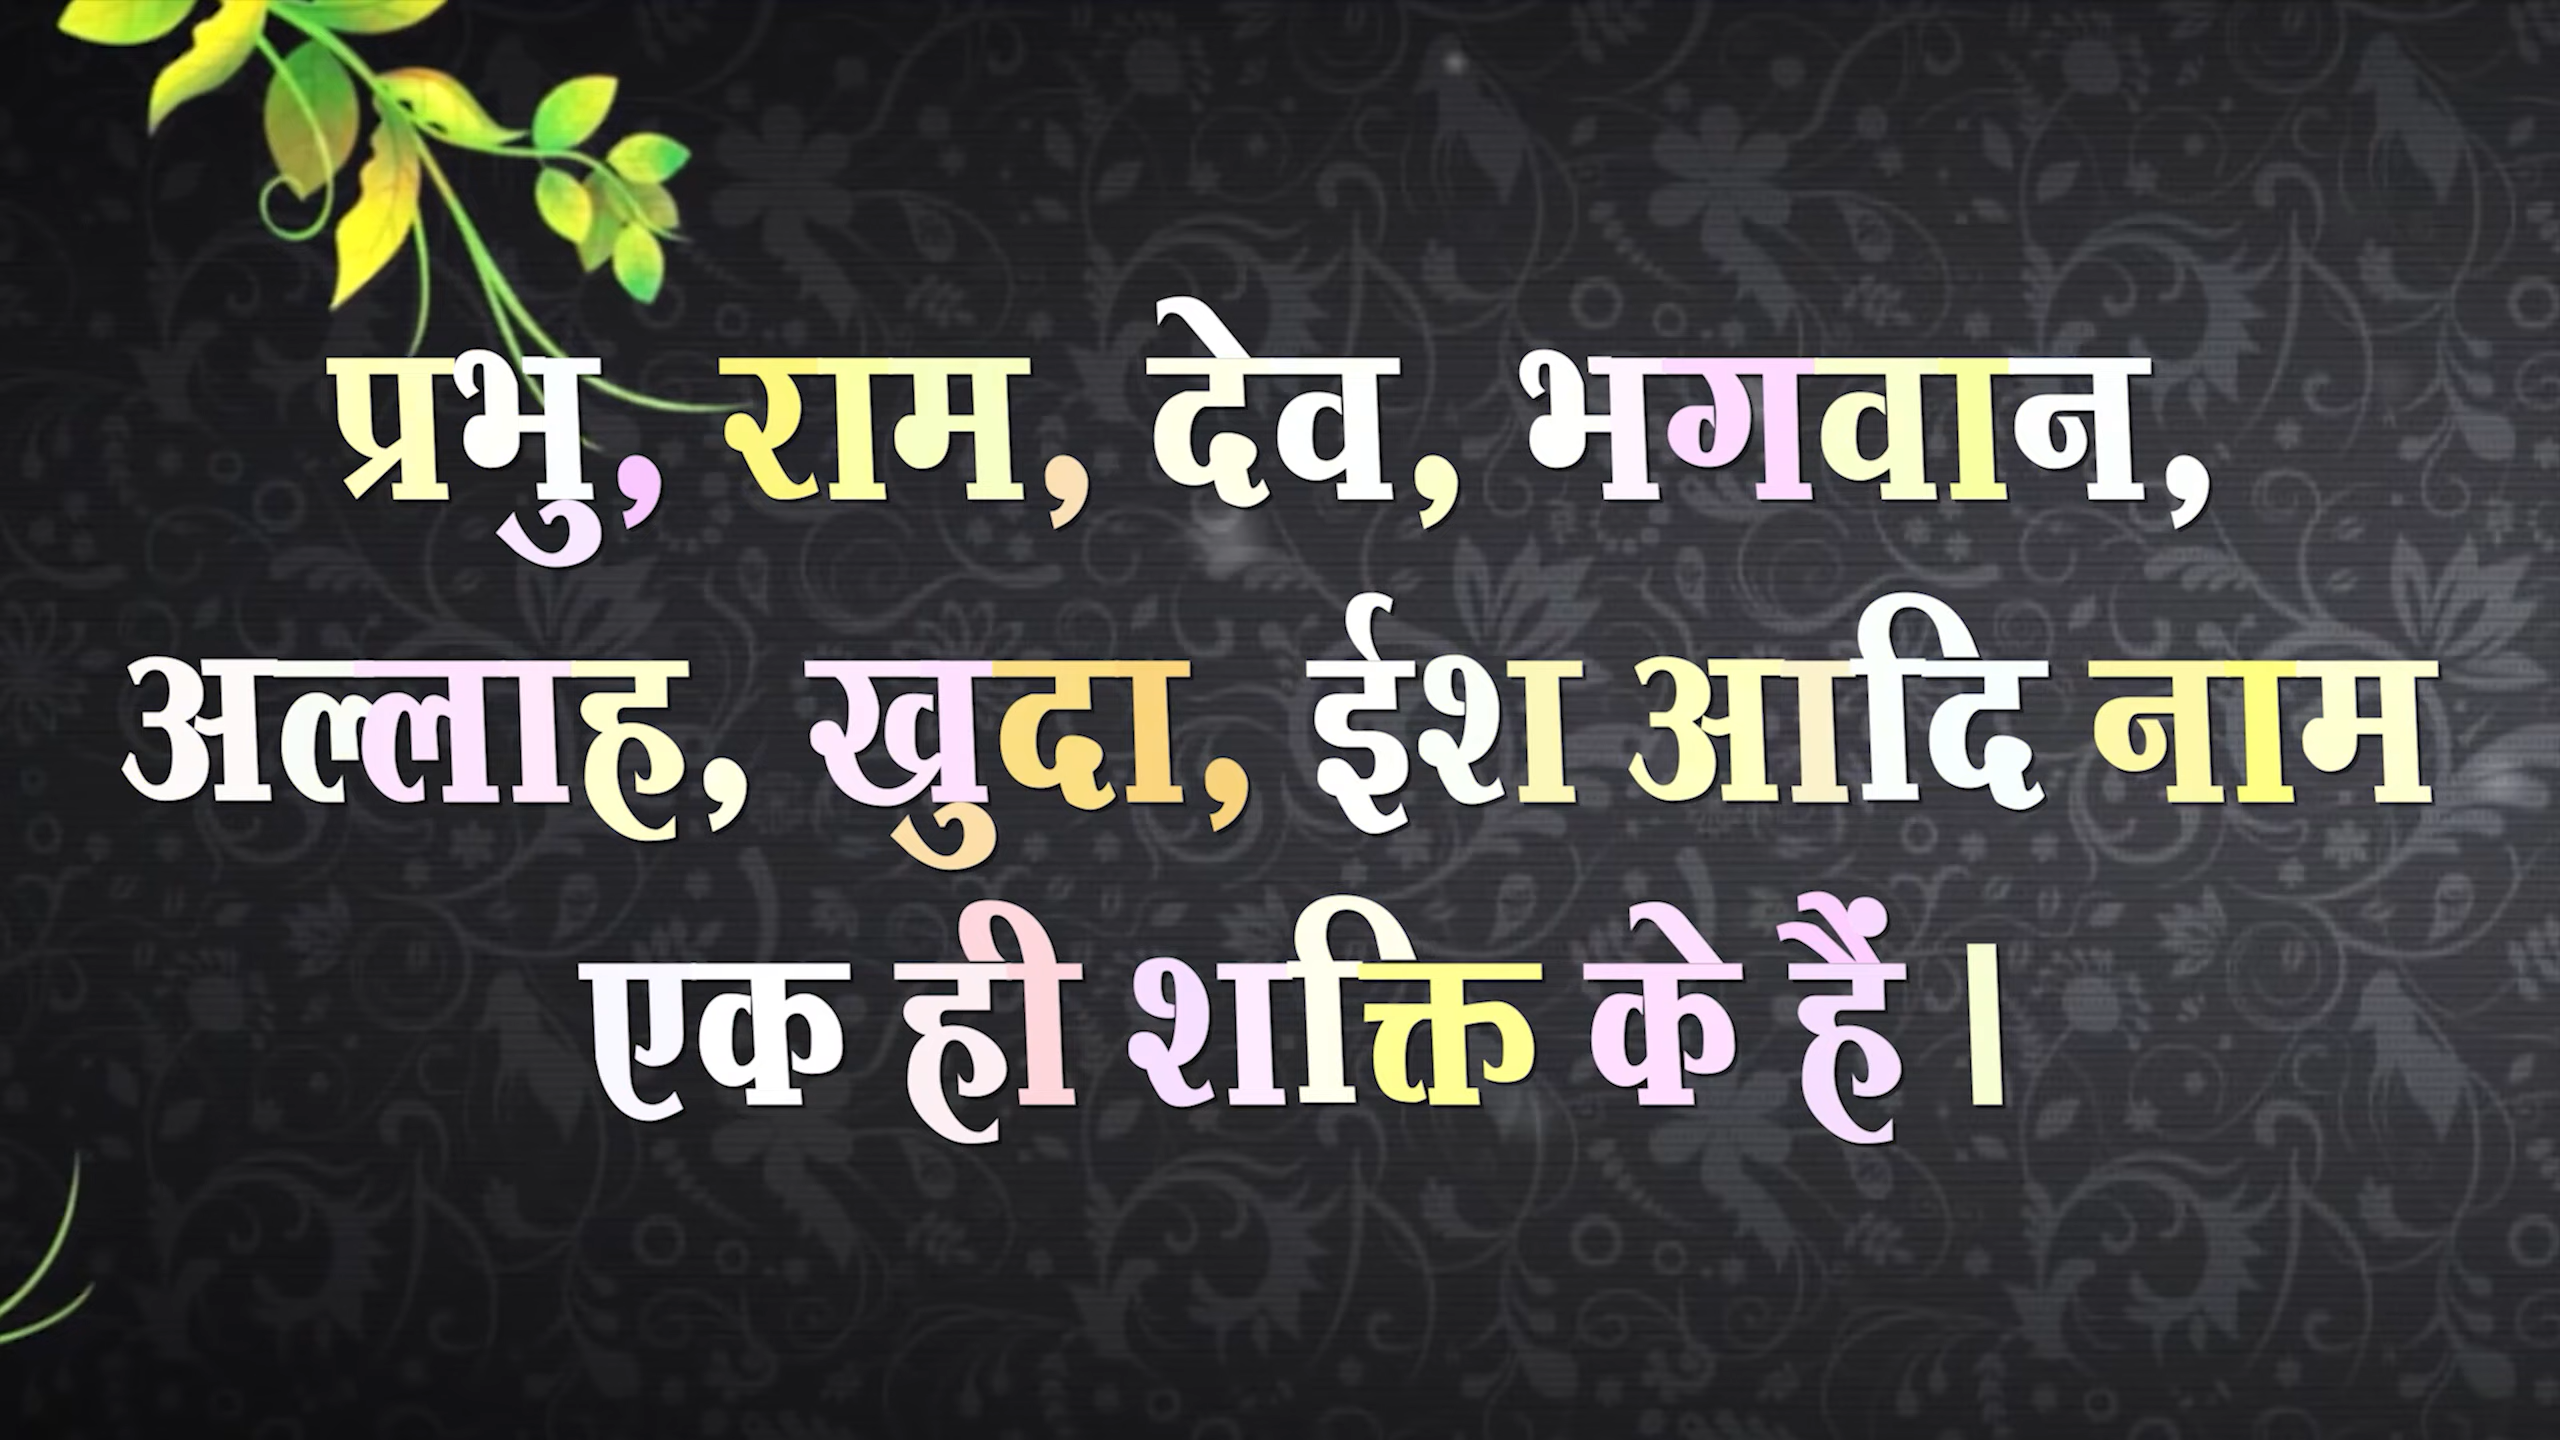 प्रभु, राम, देव, भगवान,
अल्लाह, खुदा, ईश आदि नाम
एक ही शक्ति के हैं।